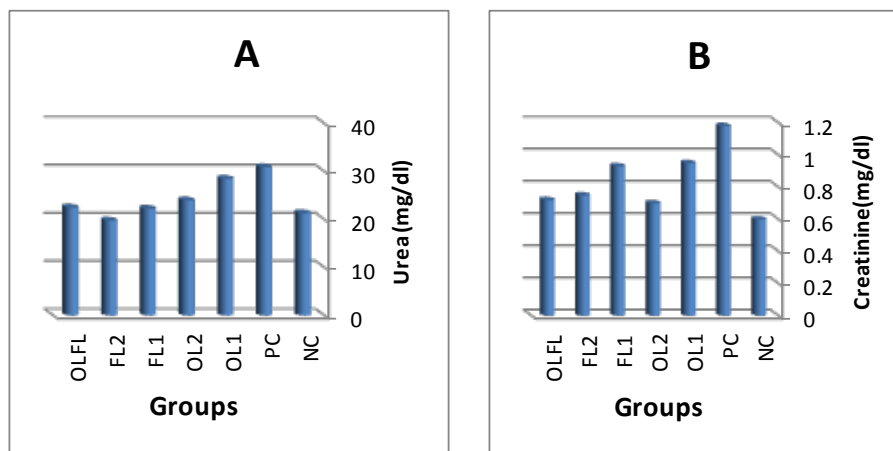 A
40
30
20
10
0
Urea(mg/dl)
OLFL
FL2
FL1
OL2
OL1
PC
NC
Groups
B
1.2
1
0.8
0.6
0.4
0.2
0
Creatinine(mg/dl)
OLFL
FL2
FL1
OL2
OL1
PC
NC
Groups